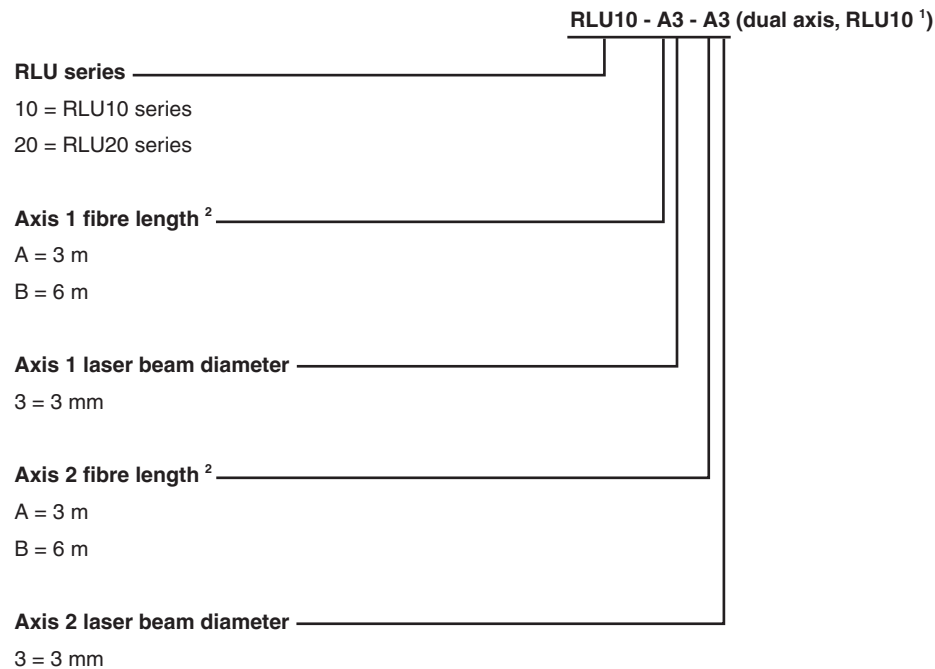 RLU10 - A3 - A3 (dual axis, RLU10 ¹)
RLU series
10 = RLU10 series
20 = RLU20 series
Axis 1 fibre length ²
A = 3 m
B = 6 m
Axis 1 laser beam diameter
3 = 3 mm
Axis 2 fibre length ²
A = 3 m
B = 6 m
Axis 2 laser beam diameter
3 = 3 mm